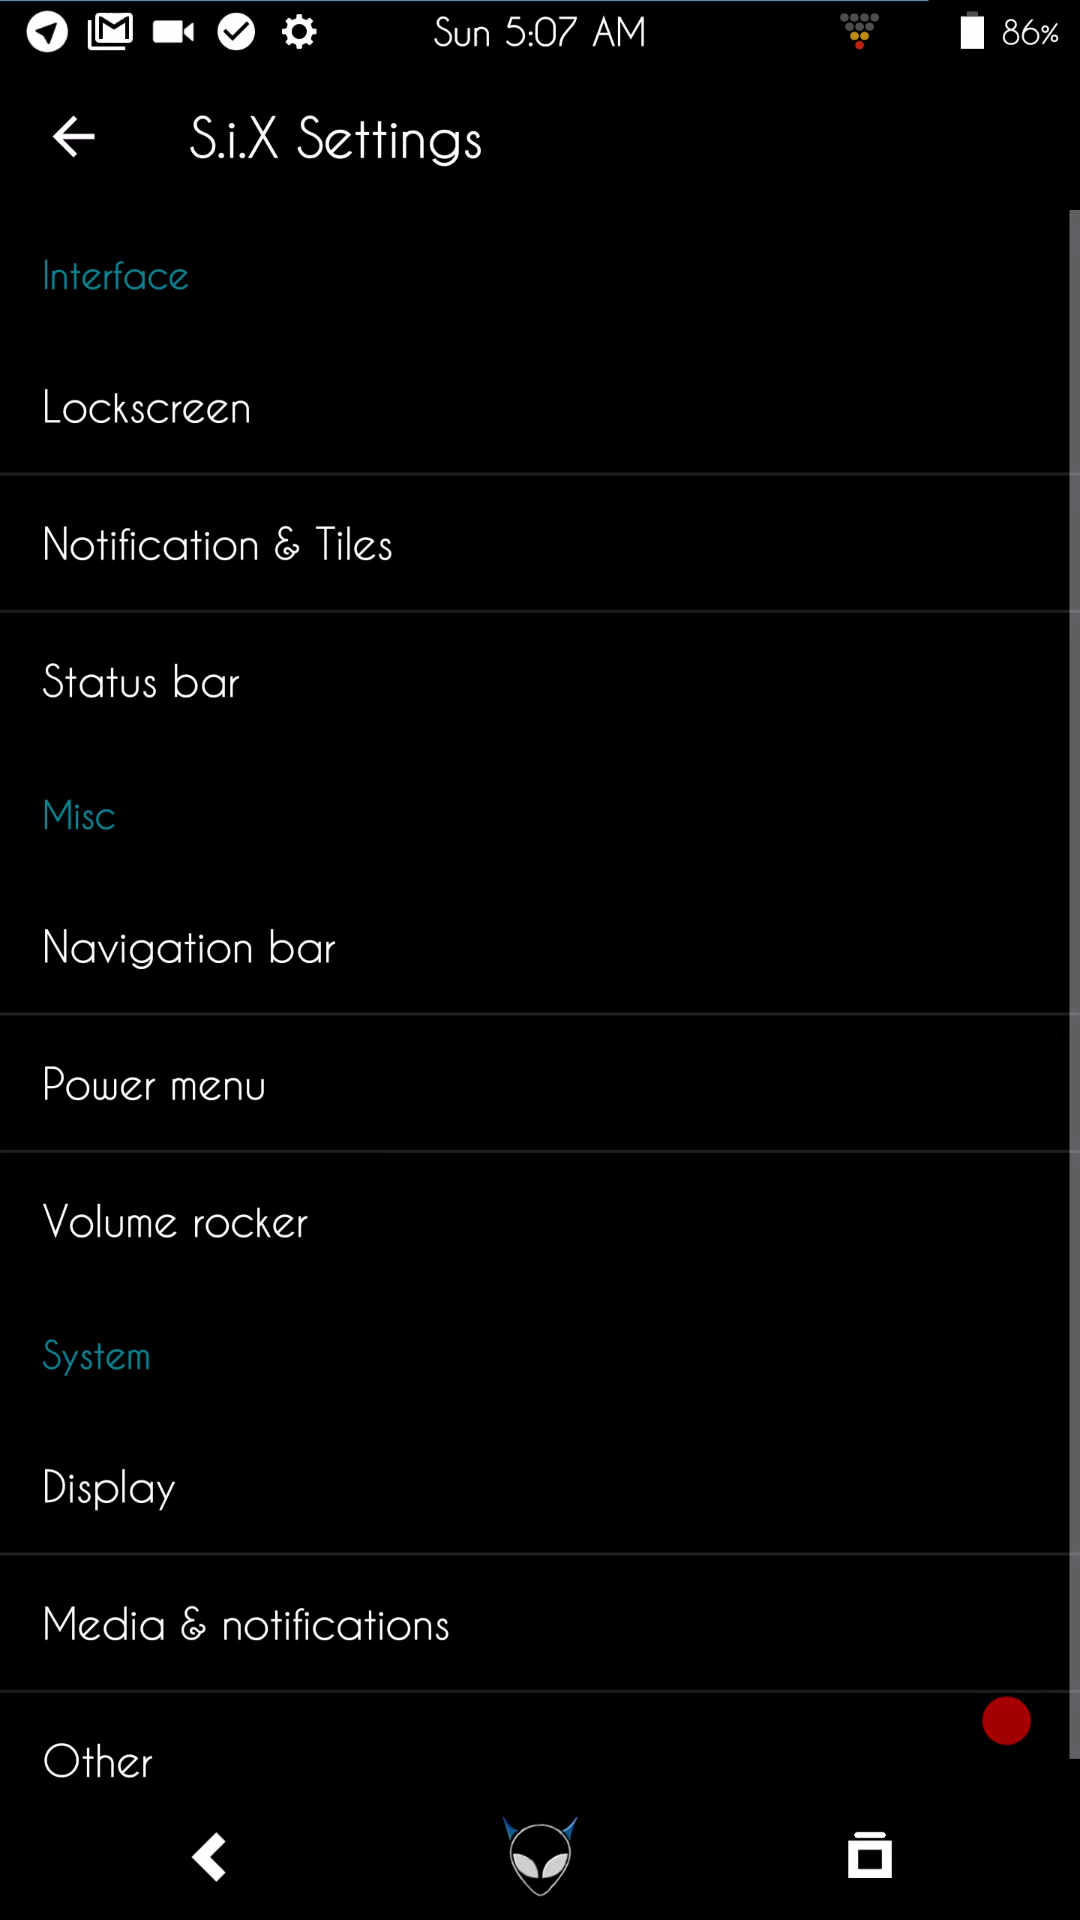 Sun 5:07 AM
86%
S.i.X Settings
Interface
Lockscreen
Notification & Tiles
Status bar
Misc
Navigation bar
Power menu
Volume rocker
System
Display
Media & notifications
Other